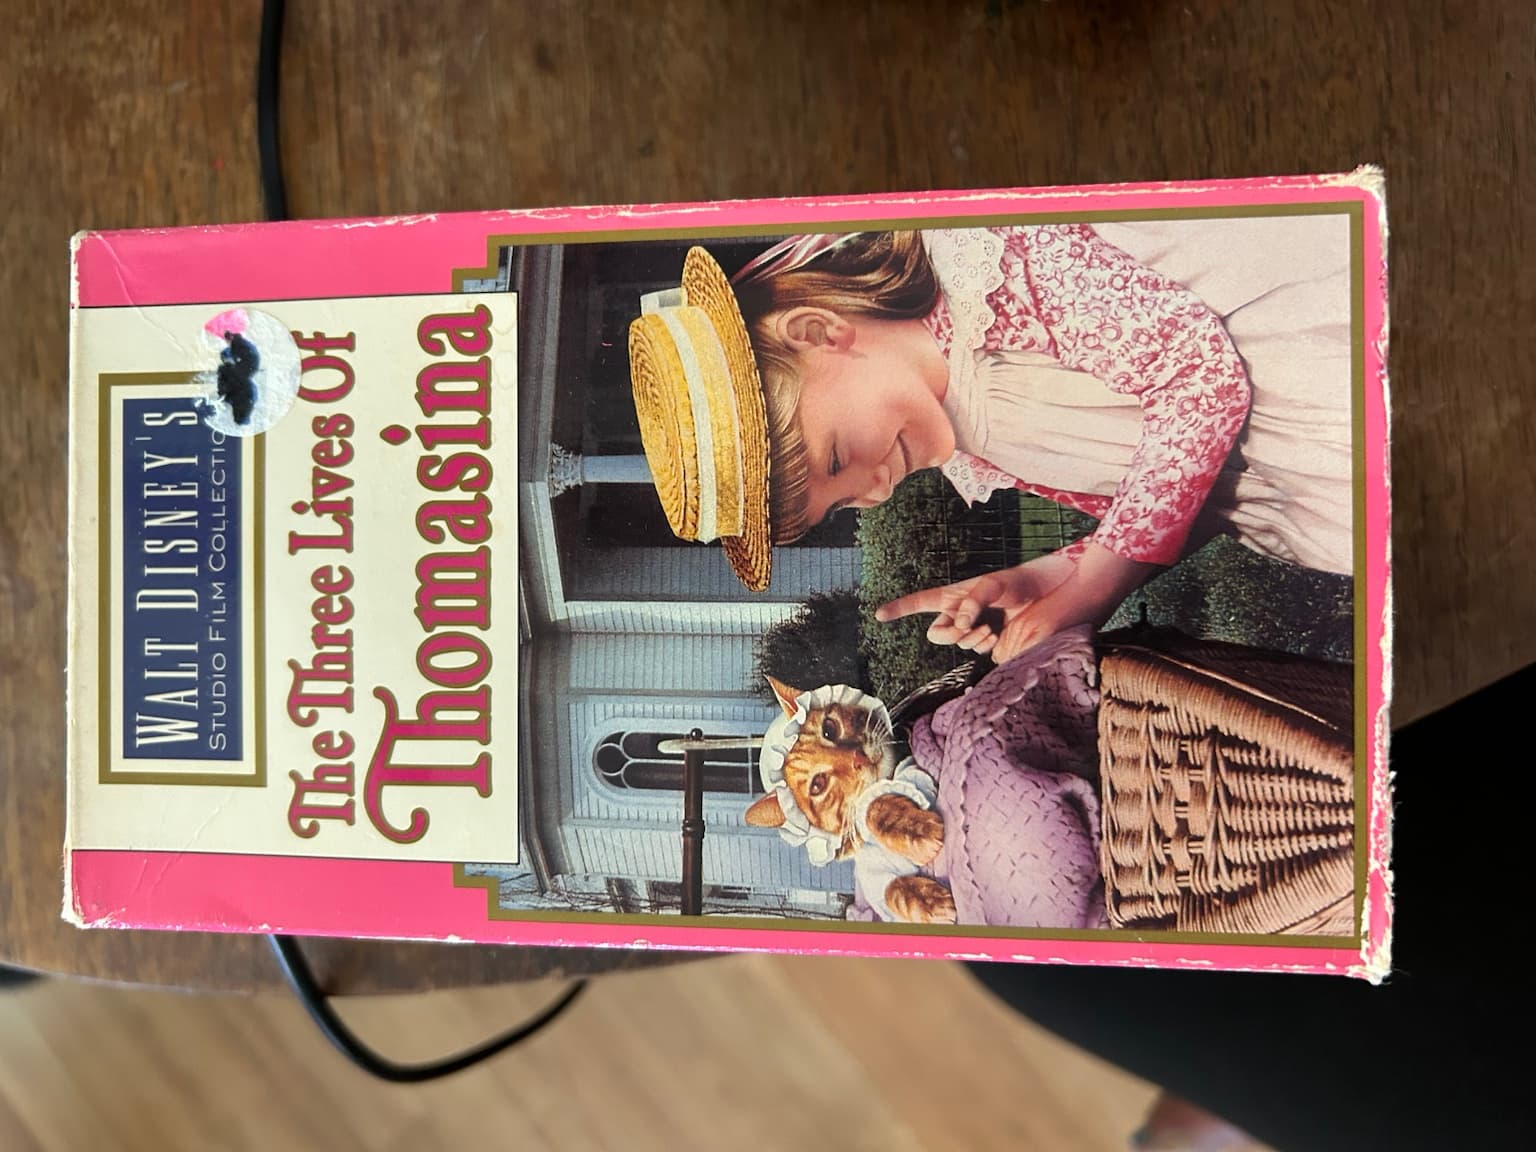 WALT DISNEY'S
STUDIO FILM COLLECTIO
The Three Lives Of
Thomasina